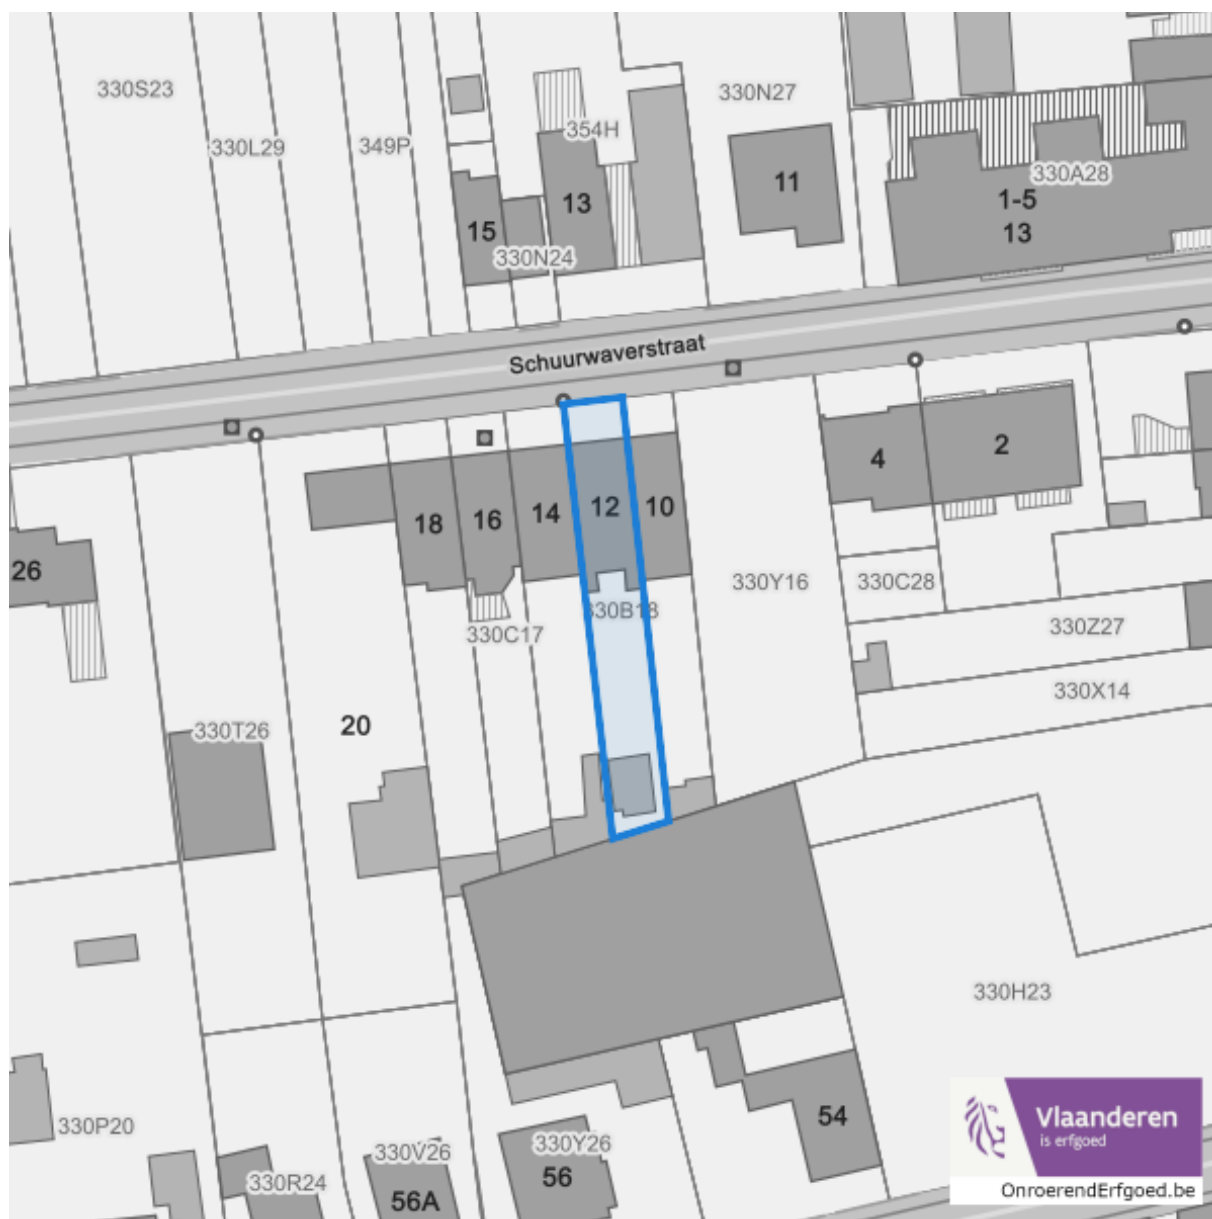 330S23
330N27
354H
330L29
349P
330A28
11
1-5
13
13
15
330N24
Schuurwaverstraat
4
2
18
16
14
12
10
26
330Y16
330C28
330B18
330C17
330Z27
330X14
330T26
20
330H23
54
330P20
330V26
330Y26
330R24
56
56A
Vlaanderen
is erfgoed
OnroerendErfgoed.be